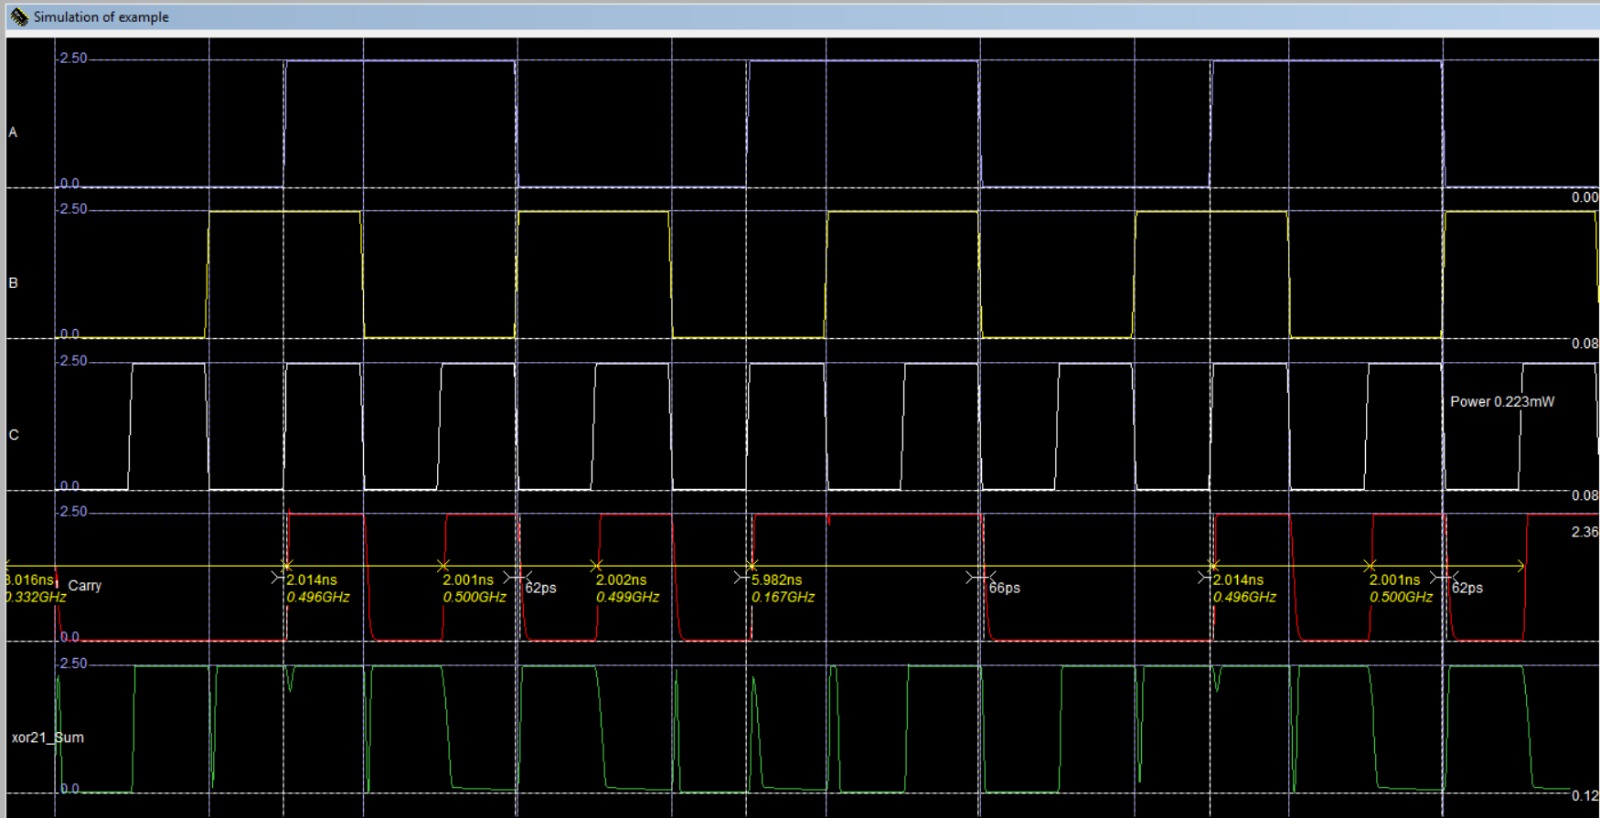 Simulation of example
2.50
A
0.0
0.00
2.50
B
0.0
0.08
2.50
Power 0.223mW
C
0.0
0.08
2.50
2.36
3.016ns 2.014ns 2.001ns 2.002ns 5.982ns 2.014ns 2.001ns
Carry 62ps 66ps 62ps
0.332GHz 0.496GHz 0.500GHz 0.499GHz 0.167GHz 0.496GHz 0.500GHz
0.0
2.50
xor21_Sum
0.0
0.12